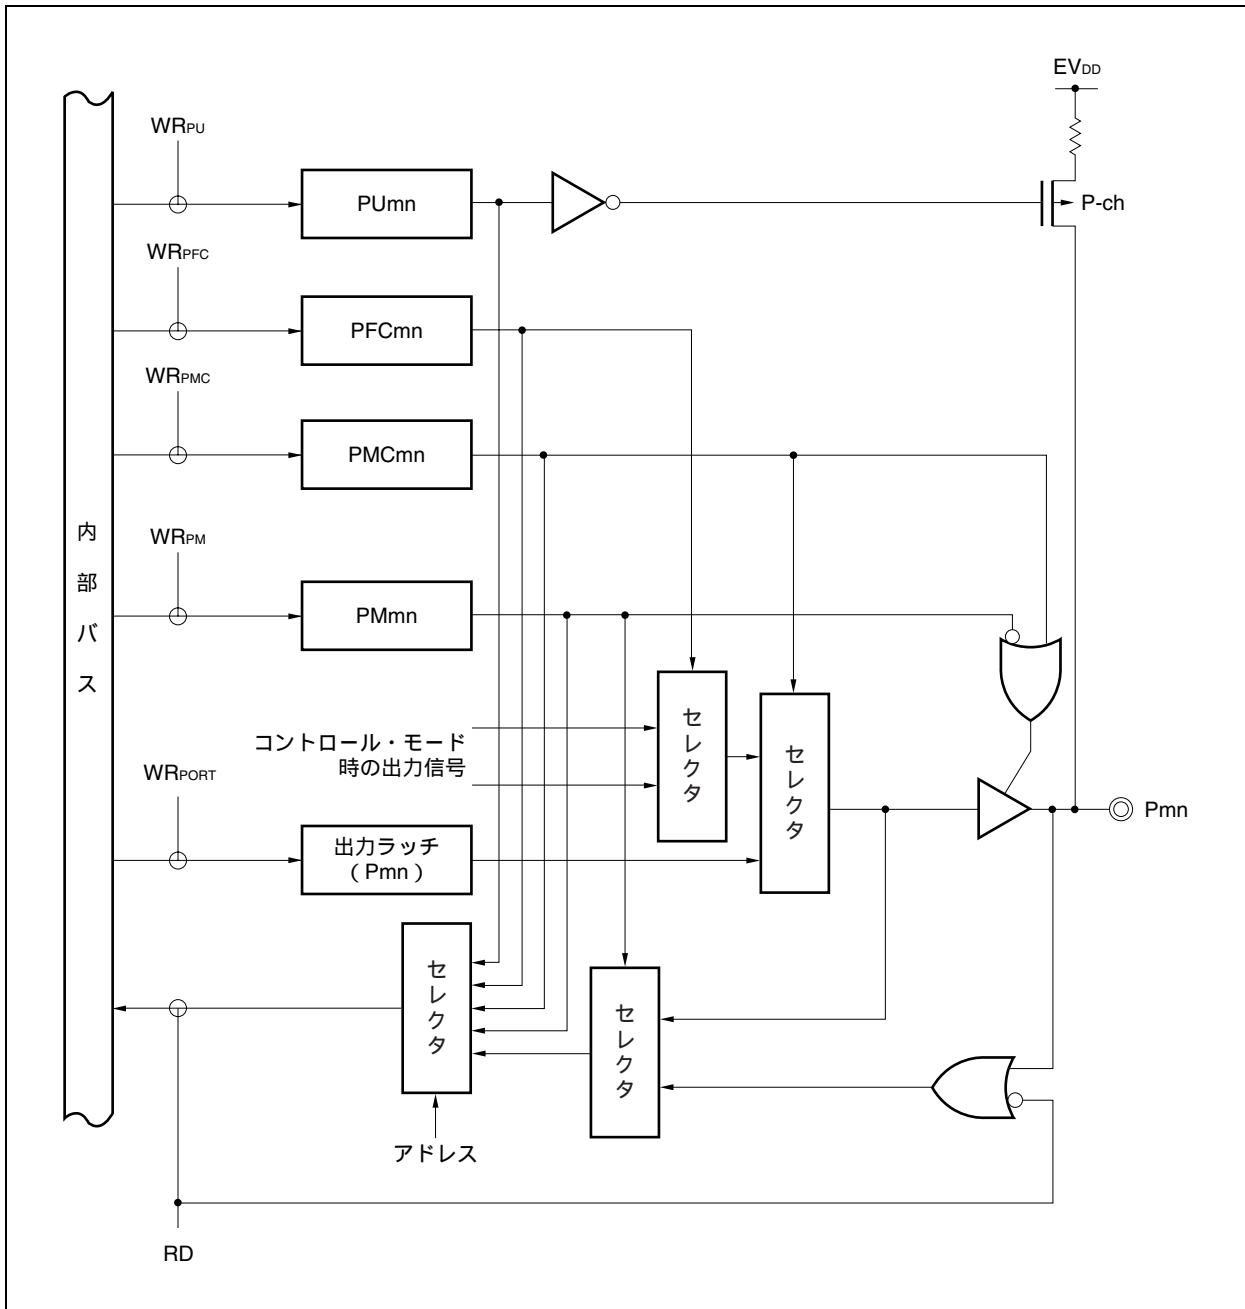 EVDD
WRPU
PUmn
P-ch
WRPFC
PFCmn
WRPMC
PMCmn
内部バス
WRPM
PMmn
セレクタ
セレクタ
コントロール・モード
時の出力信号
WRPORT
Pmn
出力ラッチ
(Pmn)
セレクタ
セレクタ
アドレス
RD